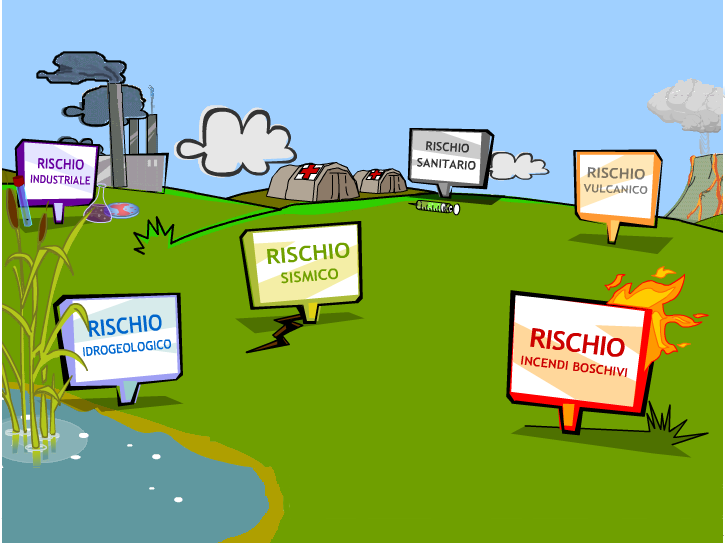 RISCHIO
INDUSTRIALE
RISCHIO
SANITARIO
RISCHIO
VULCANICO
RISCHIO
SISMICO
RISCHIO
IDROGEOLOGICO
RISCHIO
INCENDI BOSCHIVI